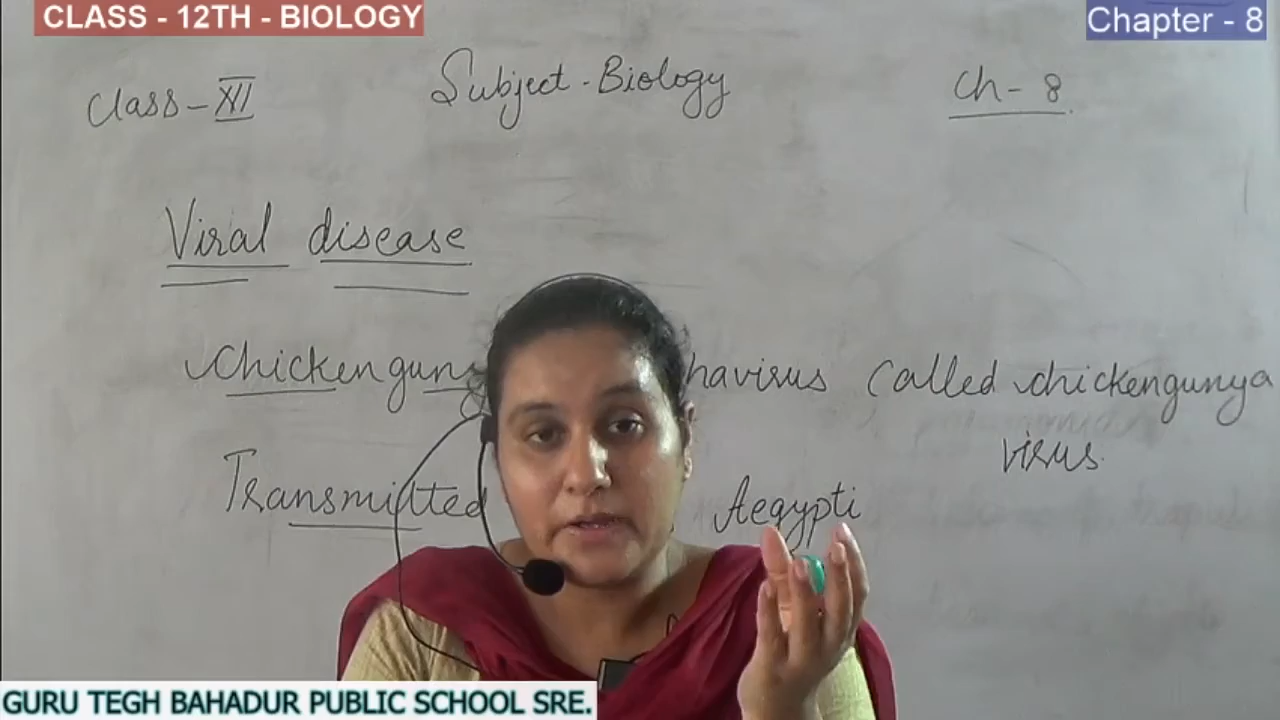 CLASS - 12TH - BIOLOGY
Chapter - 8
Class - XII Subject - Biology Ch - 8
Viral disease
havirus called chickengunya
virus.
Transmitted Aegypti
GURU TEGH BAHADUR PUBLIC SCHOOL SRE.